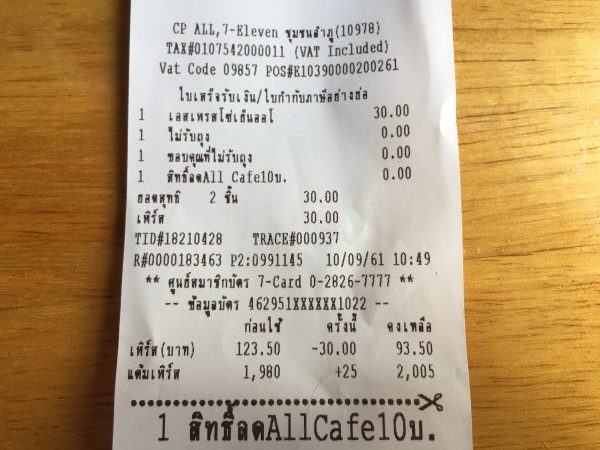 CP ALL,7-Eleven ชุมชนลำภู(10978)
TAX#0107542000011 (VAT Included)
Vat Code 09857 POS#E10390000200261
ใบเสร็จรับเงิน/ใบกำกับภาษีอย่างย่อ
1 เอสเพรสโซ่เย็นออโ 30.00
1 ไม่รับถุง 0.00
1 ขอบคุณที่ไม่รับถุง 0.00
1 สิทธิ์ลดAll Cafe10บ. 0.00
ยอดสุทธิ 2 ชิ้น 30.00
เพิร์ส 30.00
TID#18210428 TRACE#000937
R#0000183463 P2:0991145 10/09/61 10:49
** ศูนย์สมาชิกบัตร 7-Card 0-2826-7777 **
-- ข้อมูลบัตร 462951XXXXXX1022 --
ก่อนใช้ ครั้งนี้ คงเหลือ
เพิร์ส(บาท) 123.50 -30.00 93.50
แต้มเพิร์ส 1,980 +25 2,005
1 สิทธิ์ลดAllCafe10บ.